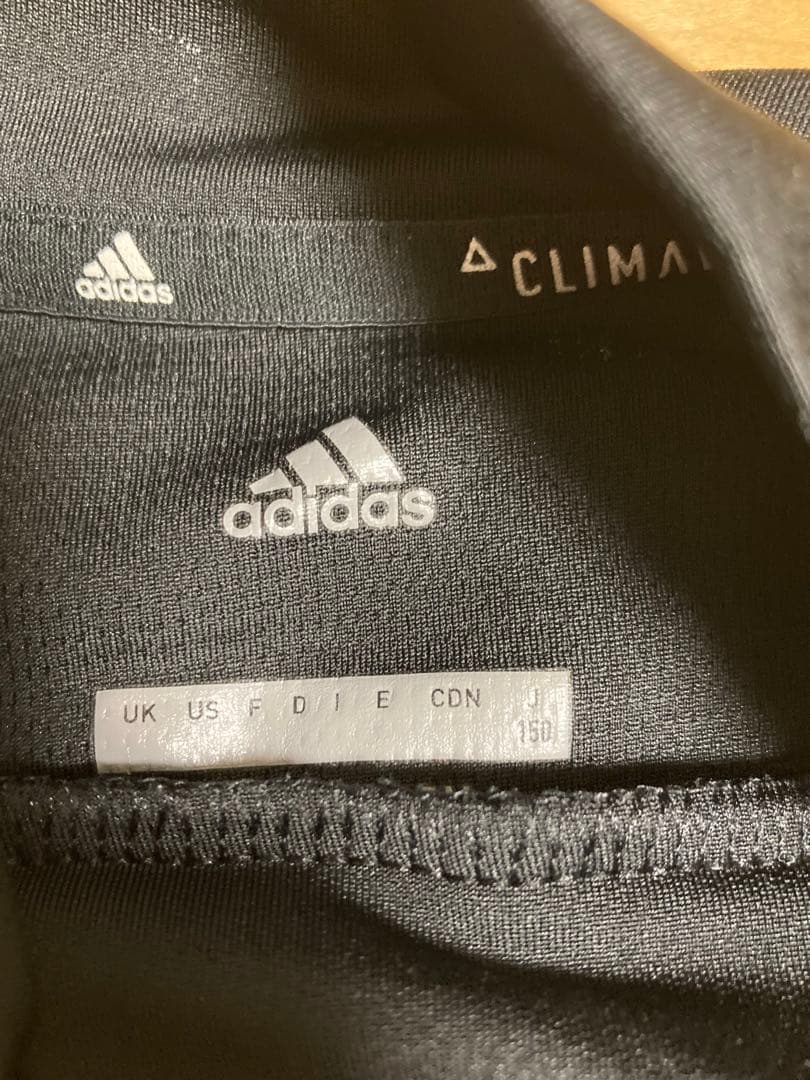 adidas
CLIMA
adidas
UK US F D I E CDN J
150